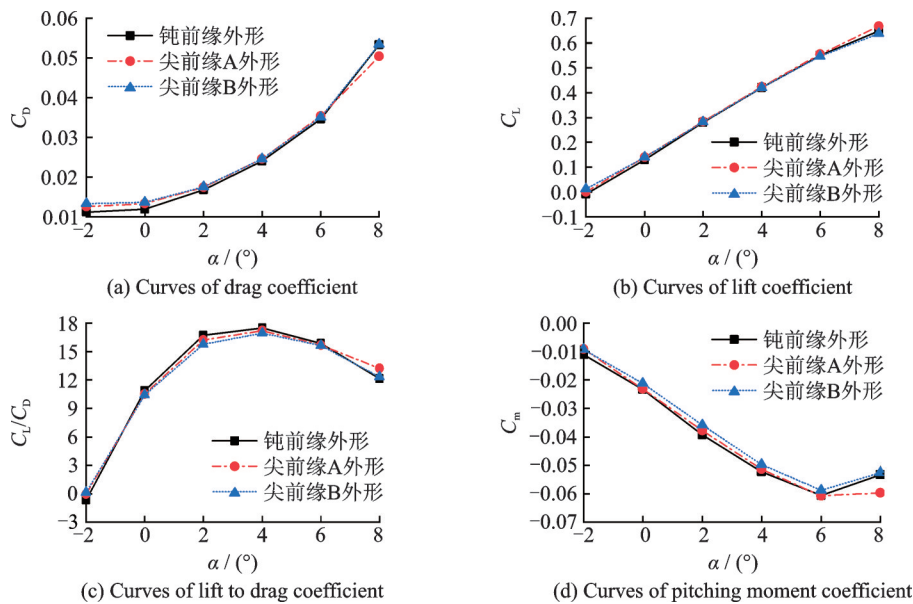 0.06
0.05
0.04
0.03
0.02
0.01
C_D
钝前缘外形
尖前缘A外形
尖前缘B外形
−2 0 2 4 6 8
α / (°)
(a) Curves of drag coefficient
0.7
0.6
0.5
0.4
0.3
0.2
0.1
0.0
−0.1
C_L
钝前缘外形
尖前缘A外形
尖前缘B外形
−2 0 2 4 6 8
α / (°)
(b) Curves of lift coefficient
18
15
12
9
6
3
0
−3
C_L/C_D
钝前缘外形
尖前缘A外形
尖前缘B外形
−2 0 2 4 6 8
α / (°)
(c) Curves of lift to drag coefficient
0.00
−0.01
−0.02
−0.03
−0.04
−0.05
−0.06
−0.07
C_m
钝前缘外形
尖前缘A外形
尖前缘B外形
−2 0 2 4 6 8
α / (°)
(d) Curves of pitching moment coefficient